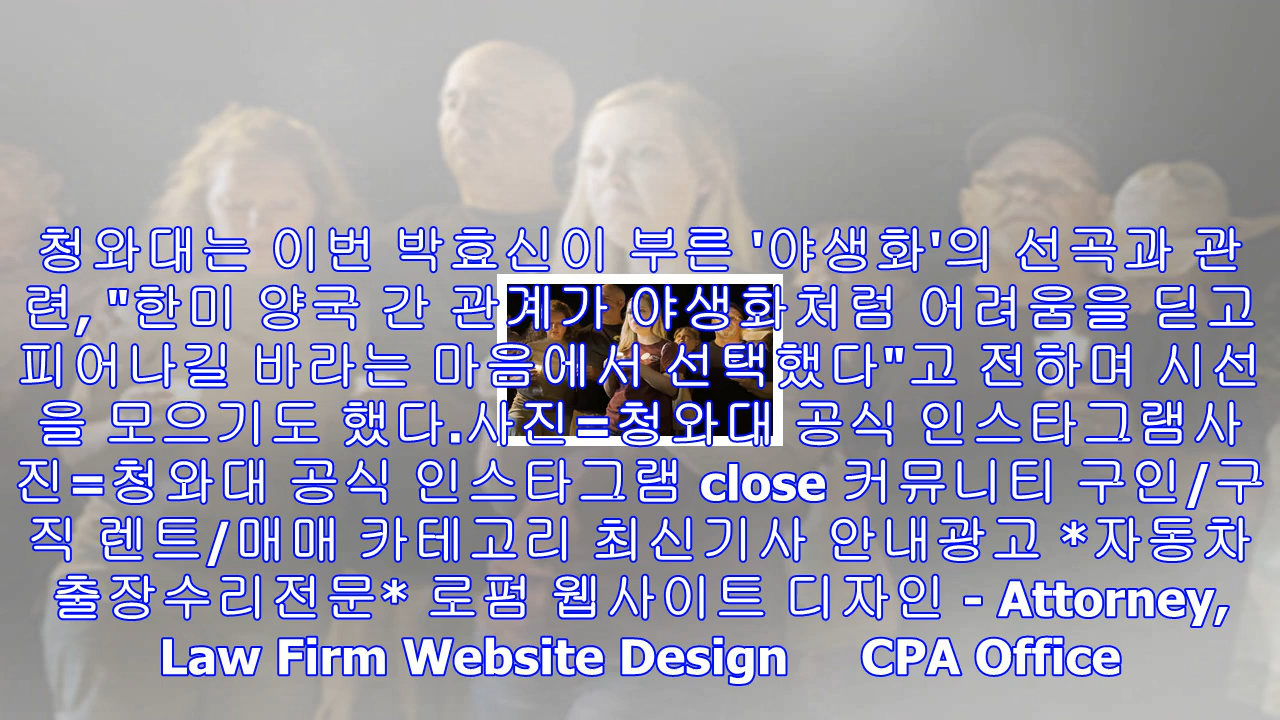 청와대는 이번 박효신이 부른 '야생화'의 선곡과 관
련, "한미 양국 간 관계가 야생화처럼 어려움을 딛고
피어나길 바라는 마음에서 선택했다"고 전하며 시선
을 모으기도 했다.사진=청와대 공식 인스타그램사
진=청와대 공식 인스타그램 close 커뮤니티 구인/구
직 렌트/매매 카테고리 최신기사 안내광고 *자동차
출장수리전문* 로펌 웹사이트 디자인 - Attorney,
Law Firm Website Design CPA Office